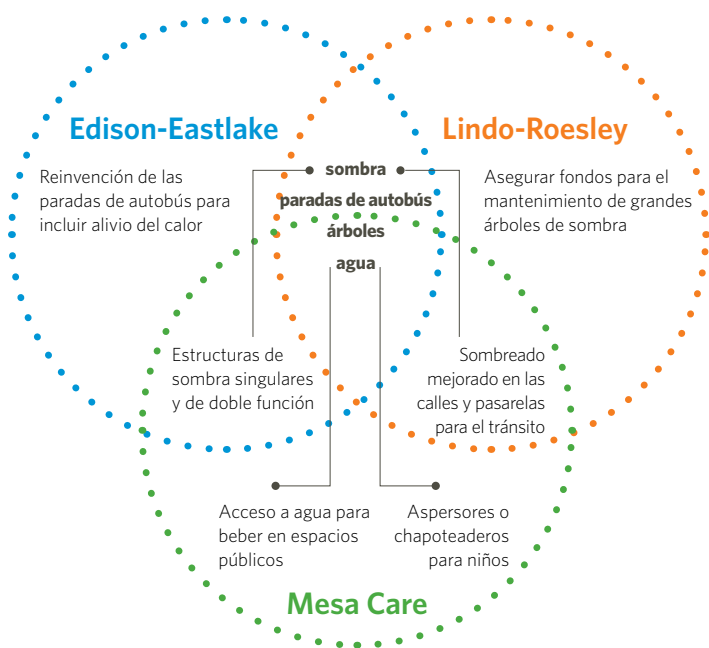 Edison-Eastlake
Lindo-Roesley
Reinvención de las
paradas de autobús para
incluir alivio del calor
sombra
paradas de autobús
árboles
agua
Asegurar fondos para el
mantenimiento de grandes
árboles de sombra
Estructuras de
sombra singulares
y de doble función
Sombreado
mejorado en las
calles y pasarelas
para el tránsito
Acceso a agua para
beber en espacios
públicos
Aspersores o
chapoteaderos
para niños
Mesa Care